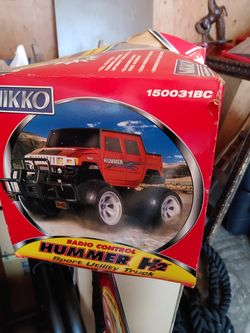 NIKKO
150031BC
HUMMER
RADIO CONTROL
HUMMER H2
Sport Utility Truck